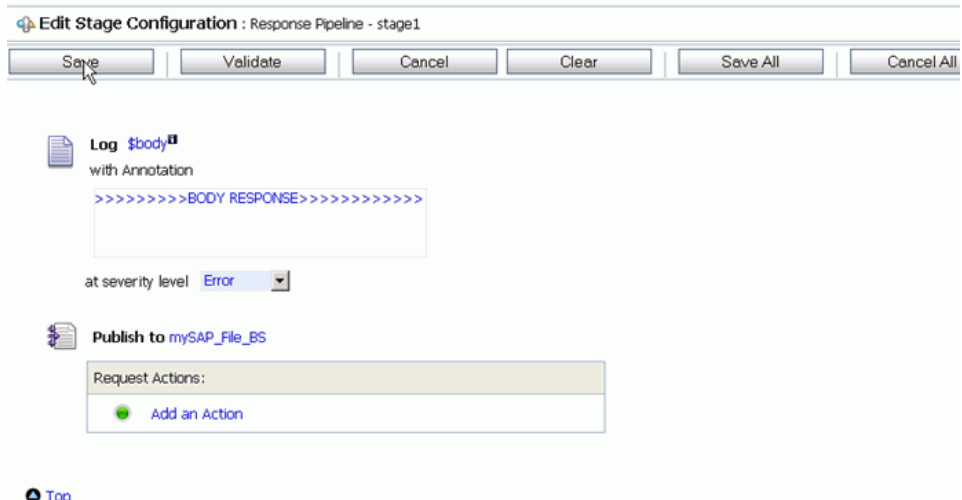 Edit Stage Configuration : Response Pipeline - stage1
Save Validate Cancel Clear Save All Cancel All
Log $body
with Annotation
>>>>>>>>>BODY RESPONSE>>>>>>>>>>>>
at severity level Error
Publish to mySAP_File_BS
Request Actions:
Add an Action
Top